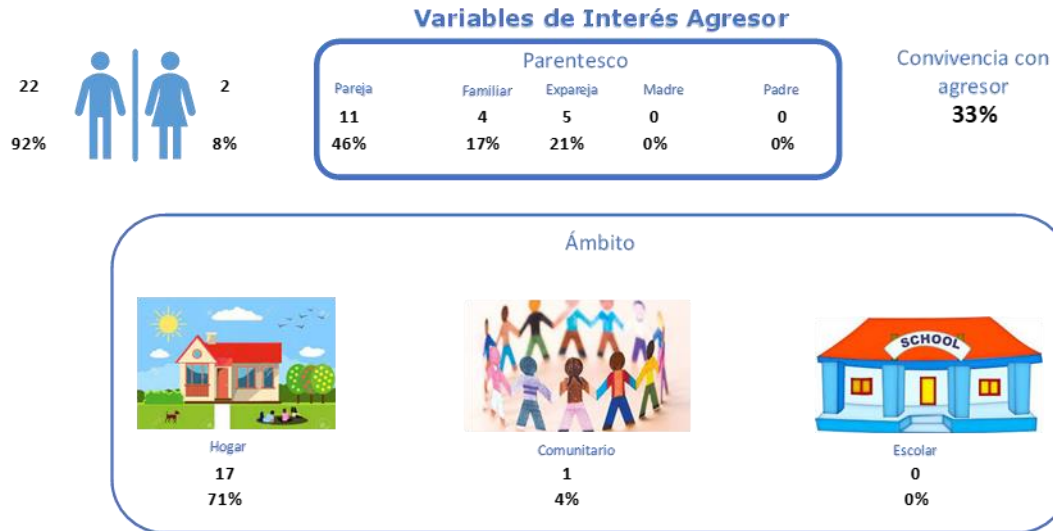 Variables de Interés Agresor
22
2
92%
8%
Parentesco
Pareja Familiar Expareja Madre Padre
11 4 5 0 0
46% 17% 21% 0% 0%
Convivencia con
agresor
33%
Ámbito
SCHOOL
Hogar Comunitario Escolar
17 1 0
71% 4% 0%